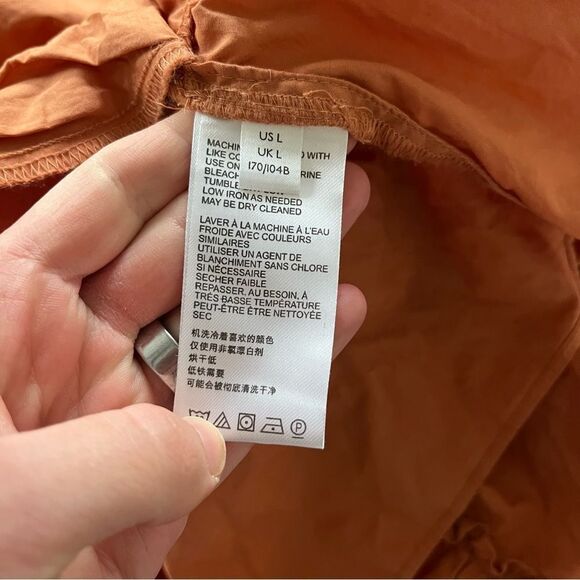 US L
UK L
170/104B
MACHIN
LIKE CO D WITH
USE ON RINE
BLEACH
TUMBLE
LOW IRON AS NEEDED
MAY BE DRY CLEANED
LAVER À LA MACHINE À L'EAU
FROIDE AVEC COULEURS
SIMILAIRES
UTILISER UN AGENT DE
BLANCHIMENT SANS CHLORE
SI NÉCESSAIRE
SECHER FAIBLE
REPASSER, AU BESOIN, À
TRÈS BASSE TEMPÉRATURE
PEUT-ÊTRE ÊTRE NETTOYÉE
SEC
机洗冷着喜欢的颜色
仅使用非氯漂白剂
烘干低
低铁需要
可能会被彻底清洗干净
P